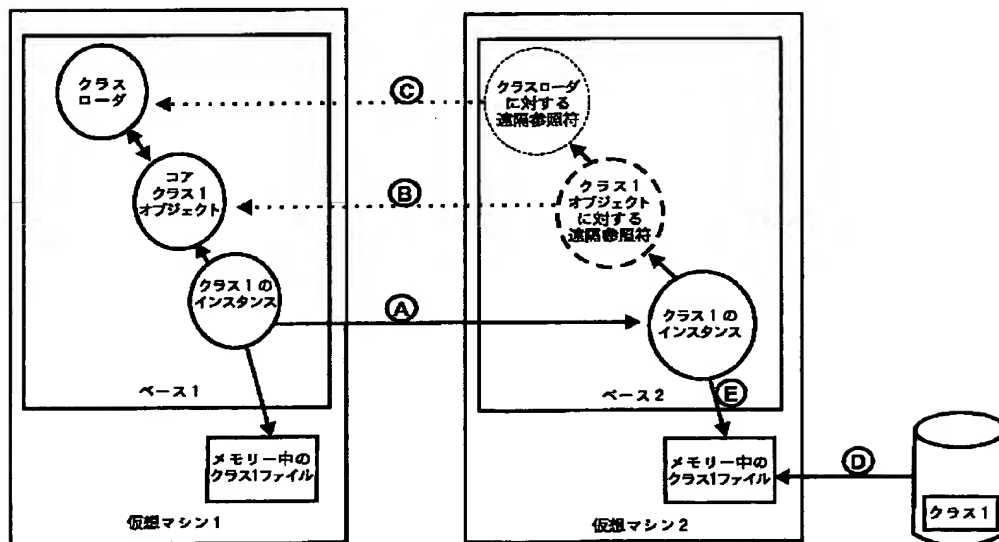 クラス
ローダ
コア
クラス1
オブジェクト
クラス1の
インスタンス
ベース1
メモリー中の
クラス1ファイル
仮想マシン1
C
B
A
クラスローダ
に対する
遠隔参照符
クラス1
オブジェクト
に対する
遠隔参照符
クラス1の
インスタンス
ベース2
E
メモリー中の
クラス1ファイル
仮想マシン2
D
クラス1